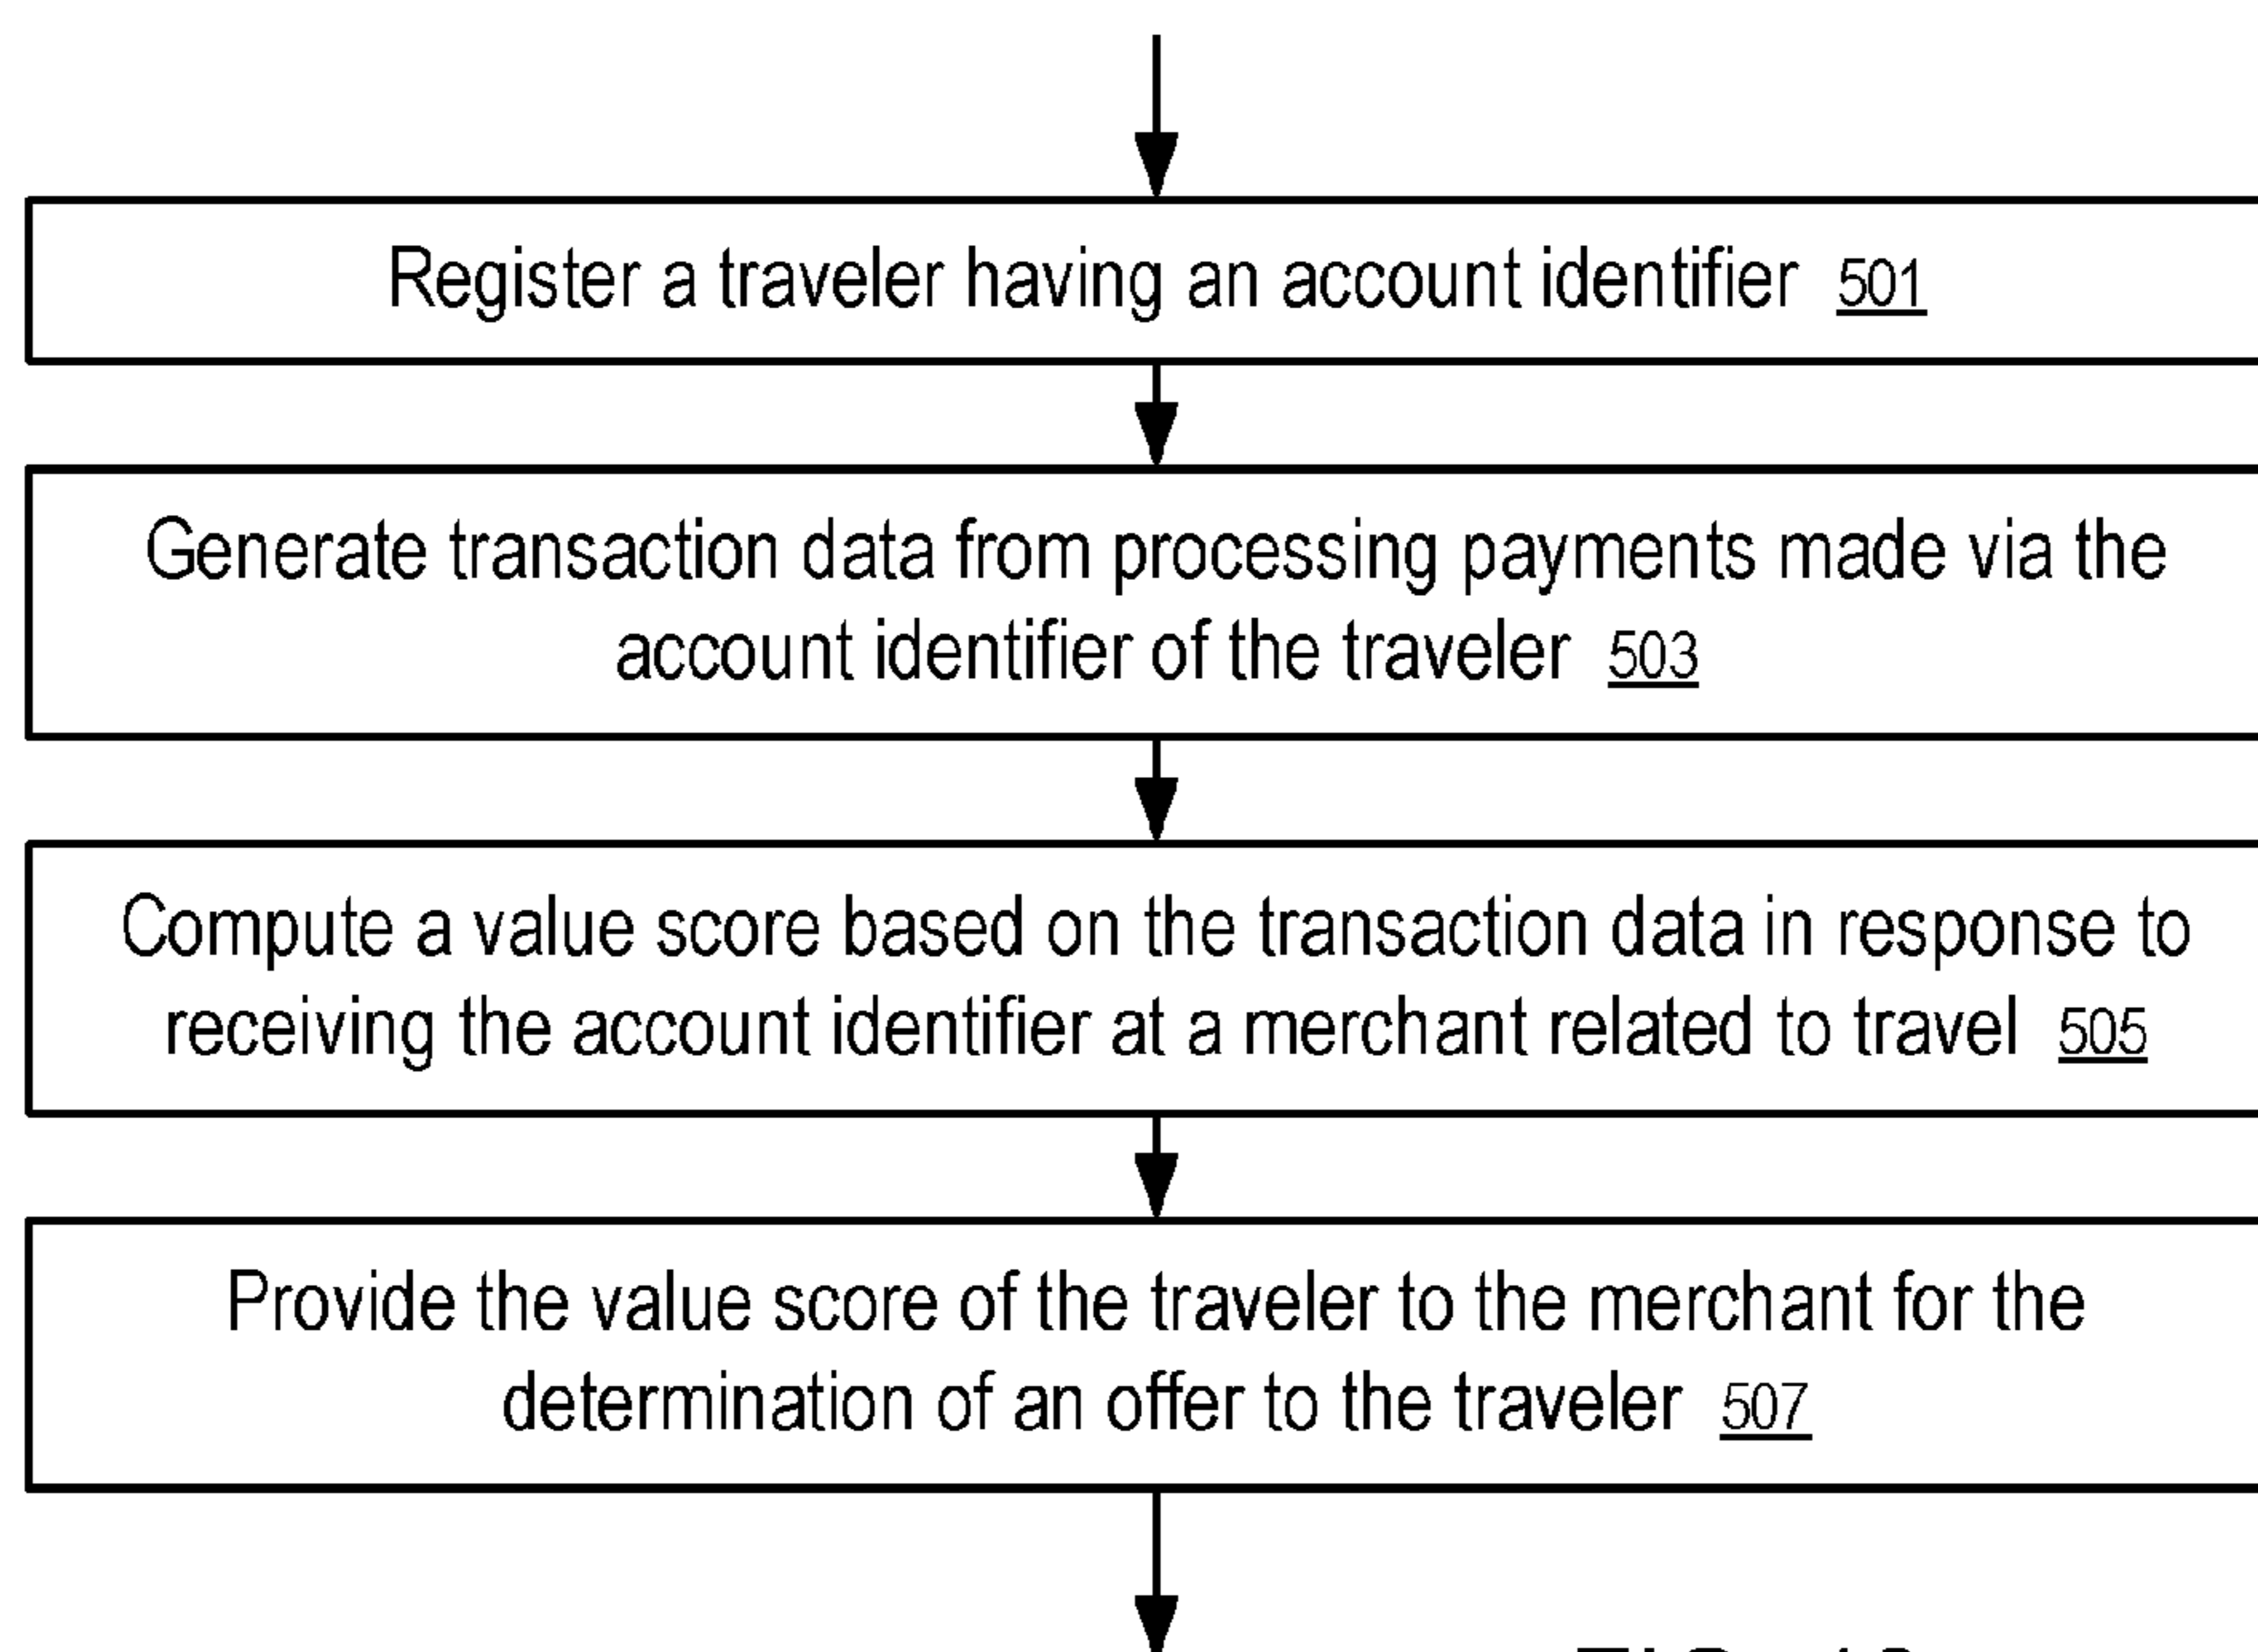 Register a traveler having an account identifier 501
Generate transaction data from processing payments made via the
account identifier of the traveler 503
Compute a value score based on the transaction data in response to
receiving the account identifier at a merchant related to travel 505
Provide the value score of the traveler to the merchant for the
determination of an offer to the traveler 507